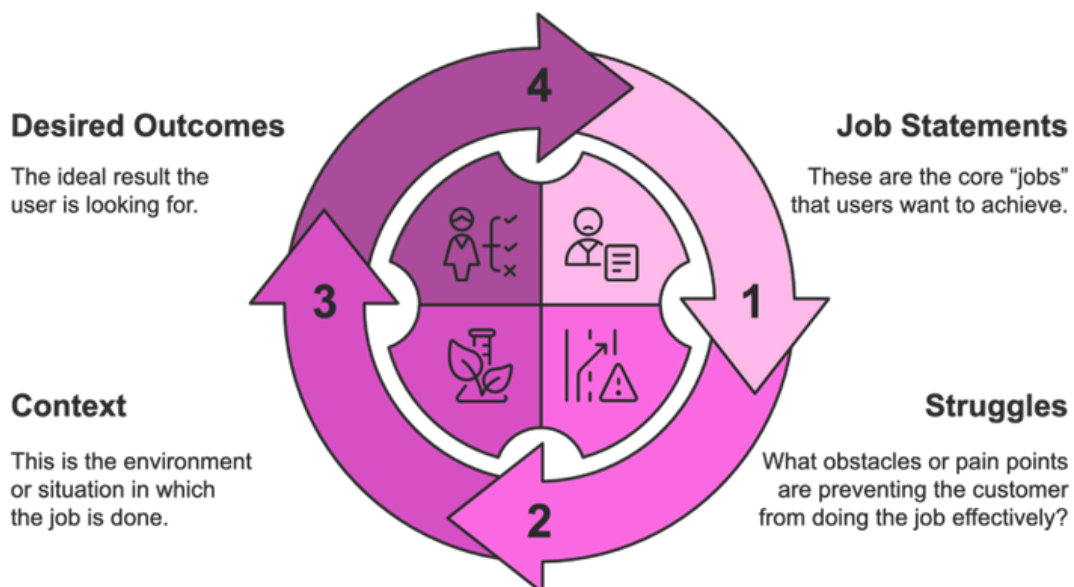 4
Desired Outcomes
The ideal result the
user is looking for.
Job Statements
These are the core “jobs”
that users want to achieve.
3
1
Context
This is the environment
or situation in which
the job is done.
Struggles
What obstacles or pain points
are preventing the customer
from doing the job effectively?
2